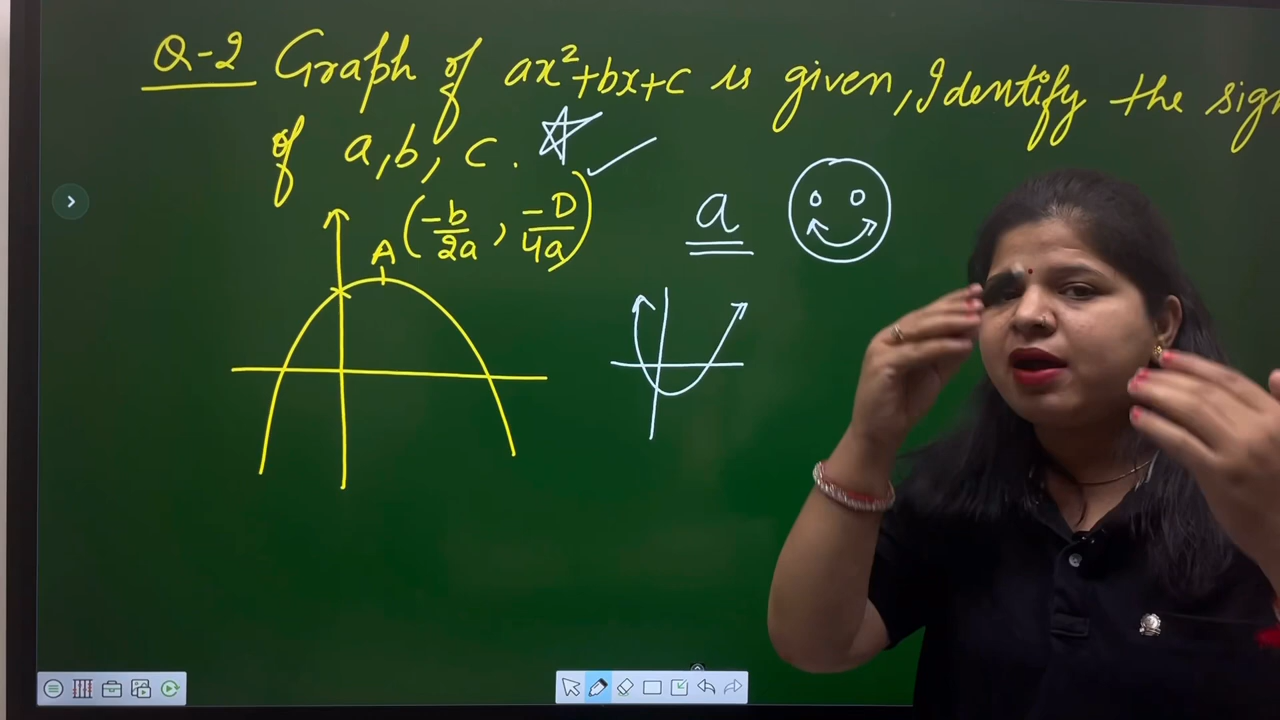 Q-2 Graph of ax²+bx+c is given, Identify the sign
of a, b, c.
A (-b/2a, -D/4a)
a